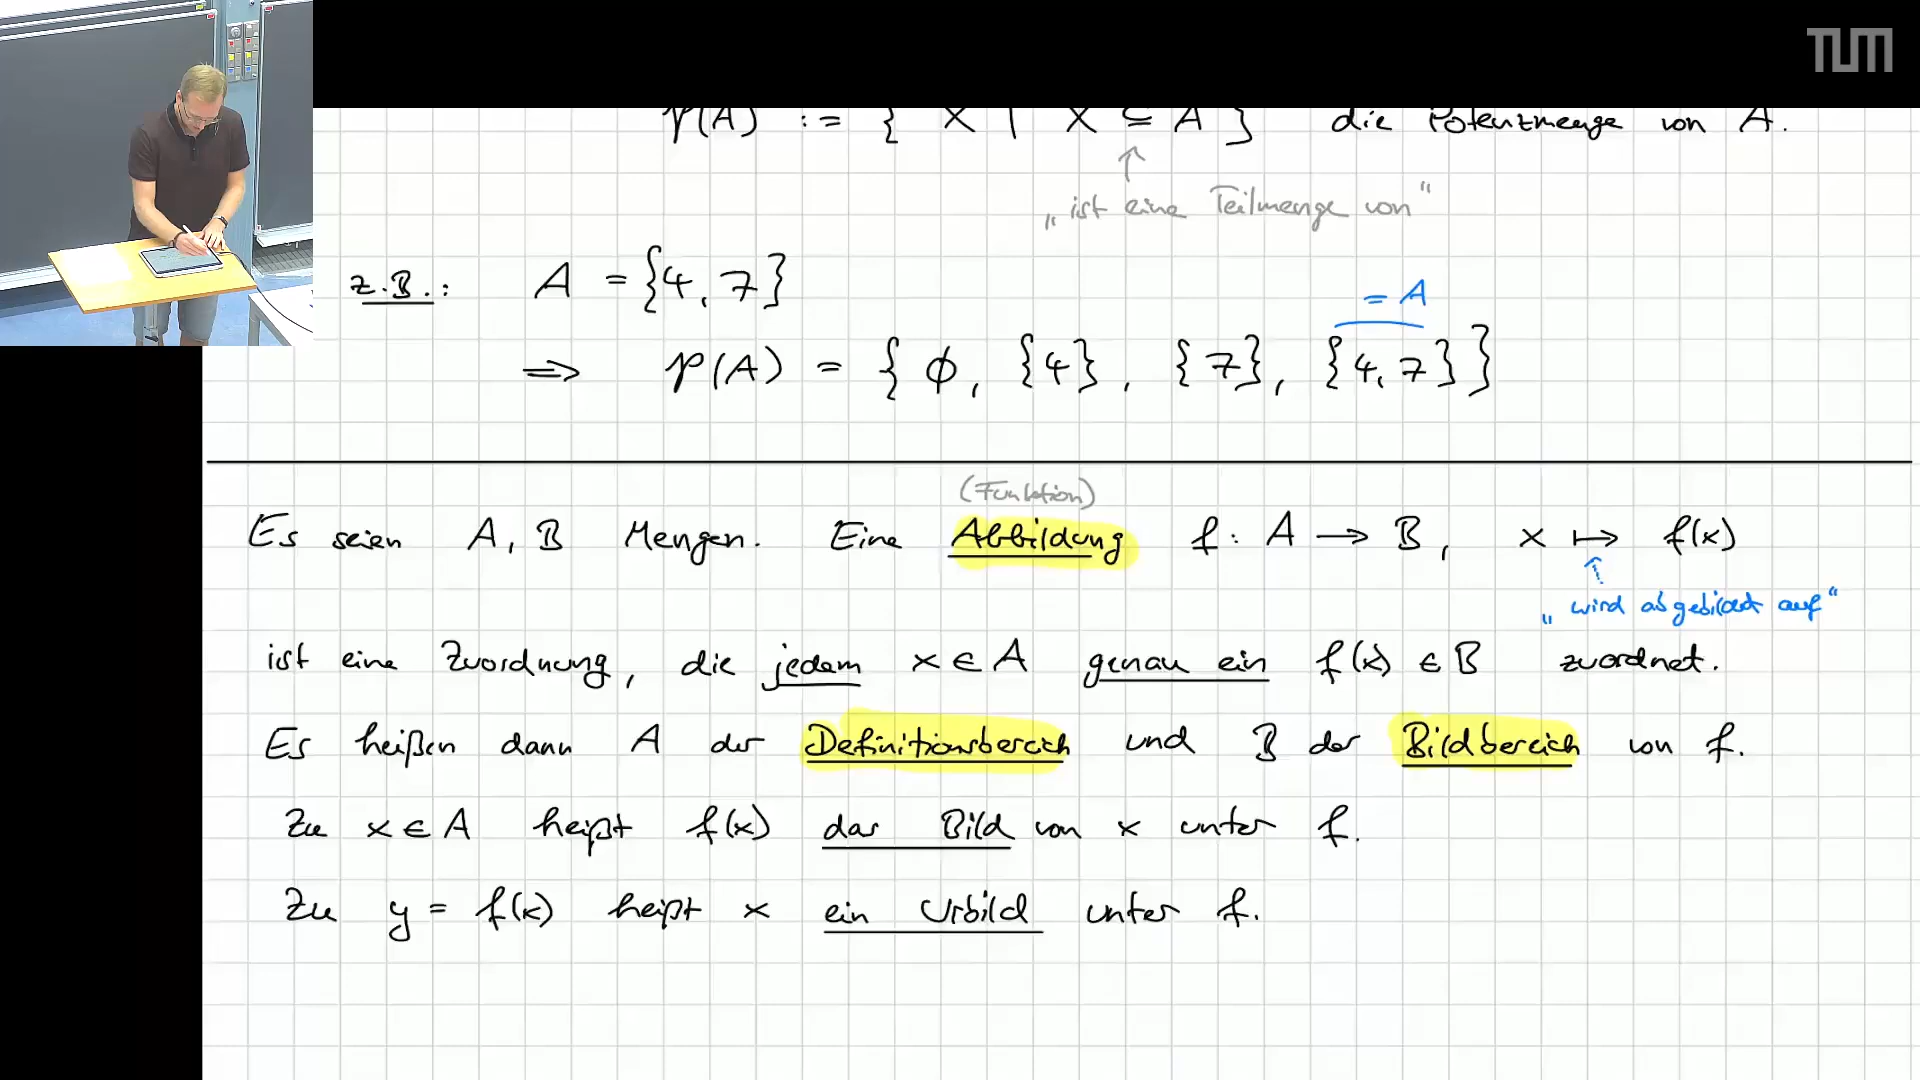 TUM
P(A) := { X | X ⊆ A } die Potenzmenge von A.
↑
„ist eine Teilmenge von"
z.B.: A = {4, 7}
= A
⇒ P(A) = { ∅, {4}, {7}, {4, 7} }
(Funktion)
Es seien A, B Mengen. Eine Abbildung f: A → B, x ↦ f(x)
↑
„wird abgebildet auf"
ist eine Zuordnung, die jedem x ∈ A genau ein f(x) ∈ B zuordnet.
Es heißen dann A der Definitionsbereich und B der Bildbereich von f.
Zu x ∈ A heißt f(x) das Bild von x unter f.
Zu y = f(x) heißt x ein Urbild unter f.